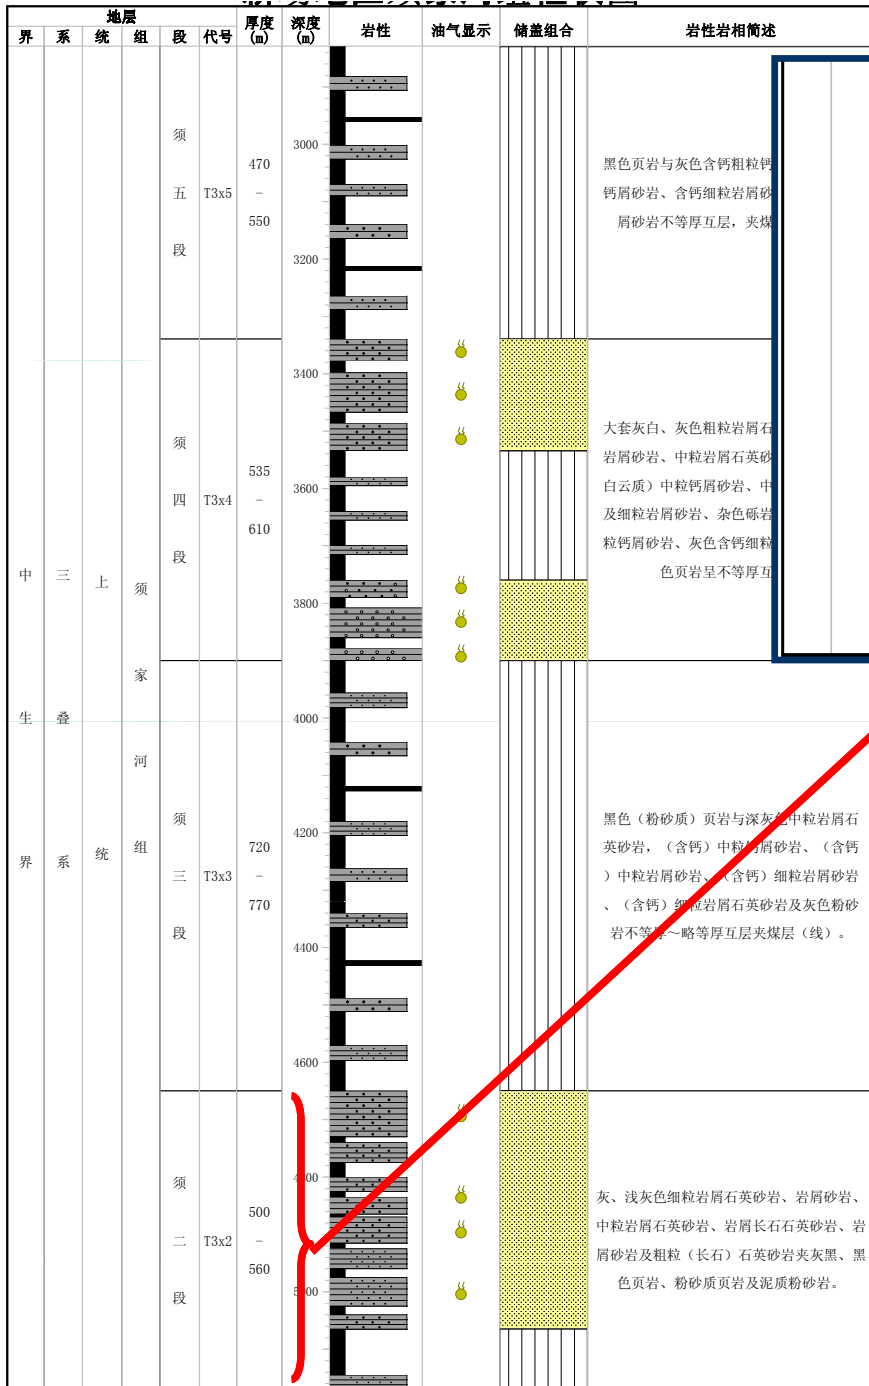 地层
界 系 统 组 段 代号 厚度(m) 深度(m) 岩性 油气显示 储盖组合 岩性岩相简述
中生界
三叠系
上统
须家河组
须五段 T3x5 470 – 550
黑色页岩与灰色含钙粗粒钙
钙屑砂岩、含钙细粒岩屑砂
屑砂岩不等厚互层，夹煤
须四段 T3x4 535 – 610
大套灰白、灰色粗粒岩屑石
岩屑砂岩、中粒岩屑石英砂
白云质）中粒钙屑砂岩、中
及细粒岩屑砂岩、杂色砾岩
粒钙屑砂岩、灰色含钙细粒
色页岩呈不等厚互
须三段 T3x3 720 – 770
黑色（粉砂质）页岩与深灰色中粒岩屑石
英砂岩，（含钙）中粒钙屑砂岩、（含钙
）中粒岩屑砂岩、（含钙）细粒岩屑砂岩
、（含钙）细粒岩屑石英砂岩及灰色粉砂
岩不等厚～略等厚互层夹煤层（线）。
须二段 T3x2 500 – 560
灰、浅灰色细粒岩屑石英砂岩、岩屑砂岩、
中粒岩屑石英砂岩、岩屑长石石英砂岩、岩
屑砂岩及粗粒（长石）石英砂岩夹灰黑、黑
色页岩、粉砂质页岩及泥质粉砂岩。
3000
3200
3400
3600
3800
4000
4200
4400
4600
4800
5000